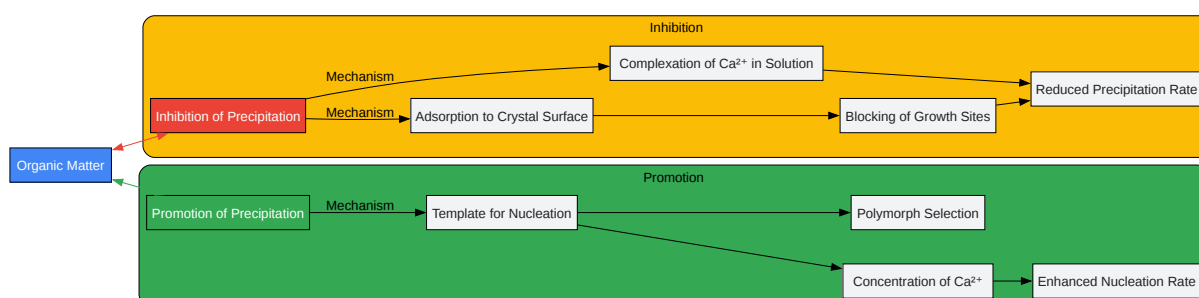 Inhibition
Complexation of Ca²⁺ in Solution
Mechanism
Reduced Precipitation Rate
Inhibition of Precipitation
Mechanism
Adsorption to Crystal Surface
Blocking of Growth Sites
Organic Matter
Promotion
Promotion of Precipitation
Mechanism
Template for Nucleation
Polymorph Selection
Concentration of Ca²⁺
Enhanced Nucleation Rate